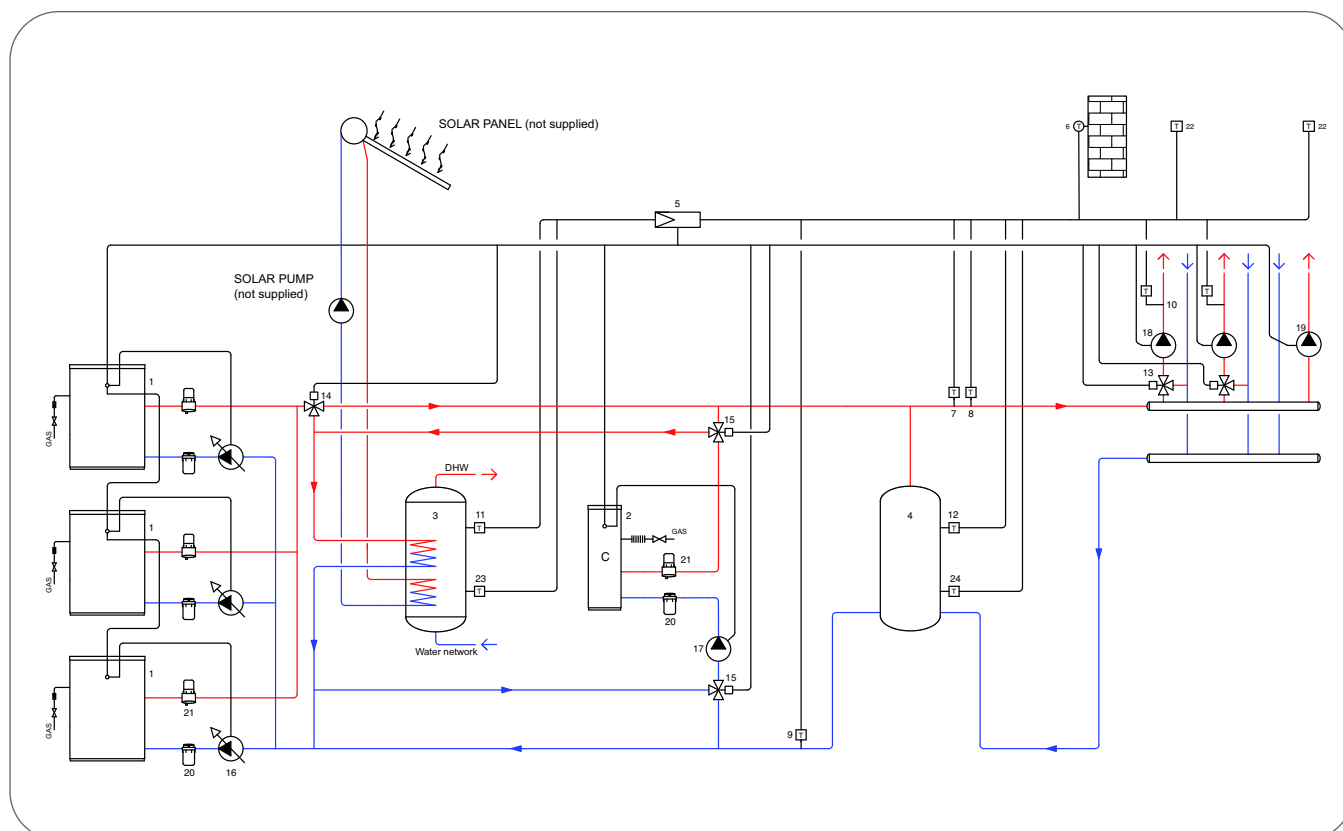 SOLAR PANEL (not supplied)
6
T
T
22
T
22
5
SOLAR PUMP
(not supplied)
T
T
10
18
19
1
14
13
GAS
T
T
7
8
15
DHW
3
11
T
2
GAS
4
12
T
1
C
21
GAS
23
T
24
T
20
17
Water network
1
15
21
GAS
9
T
20
16